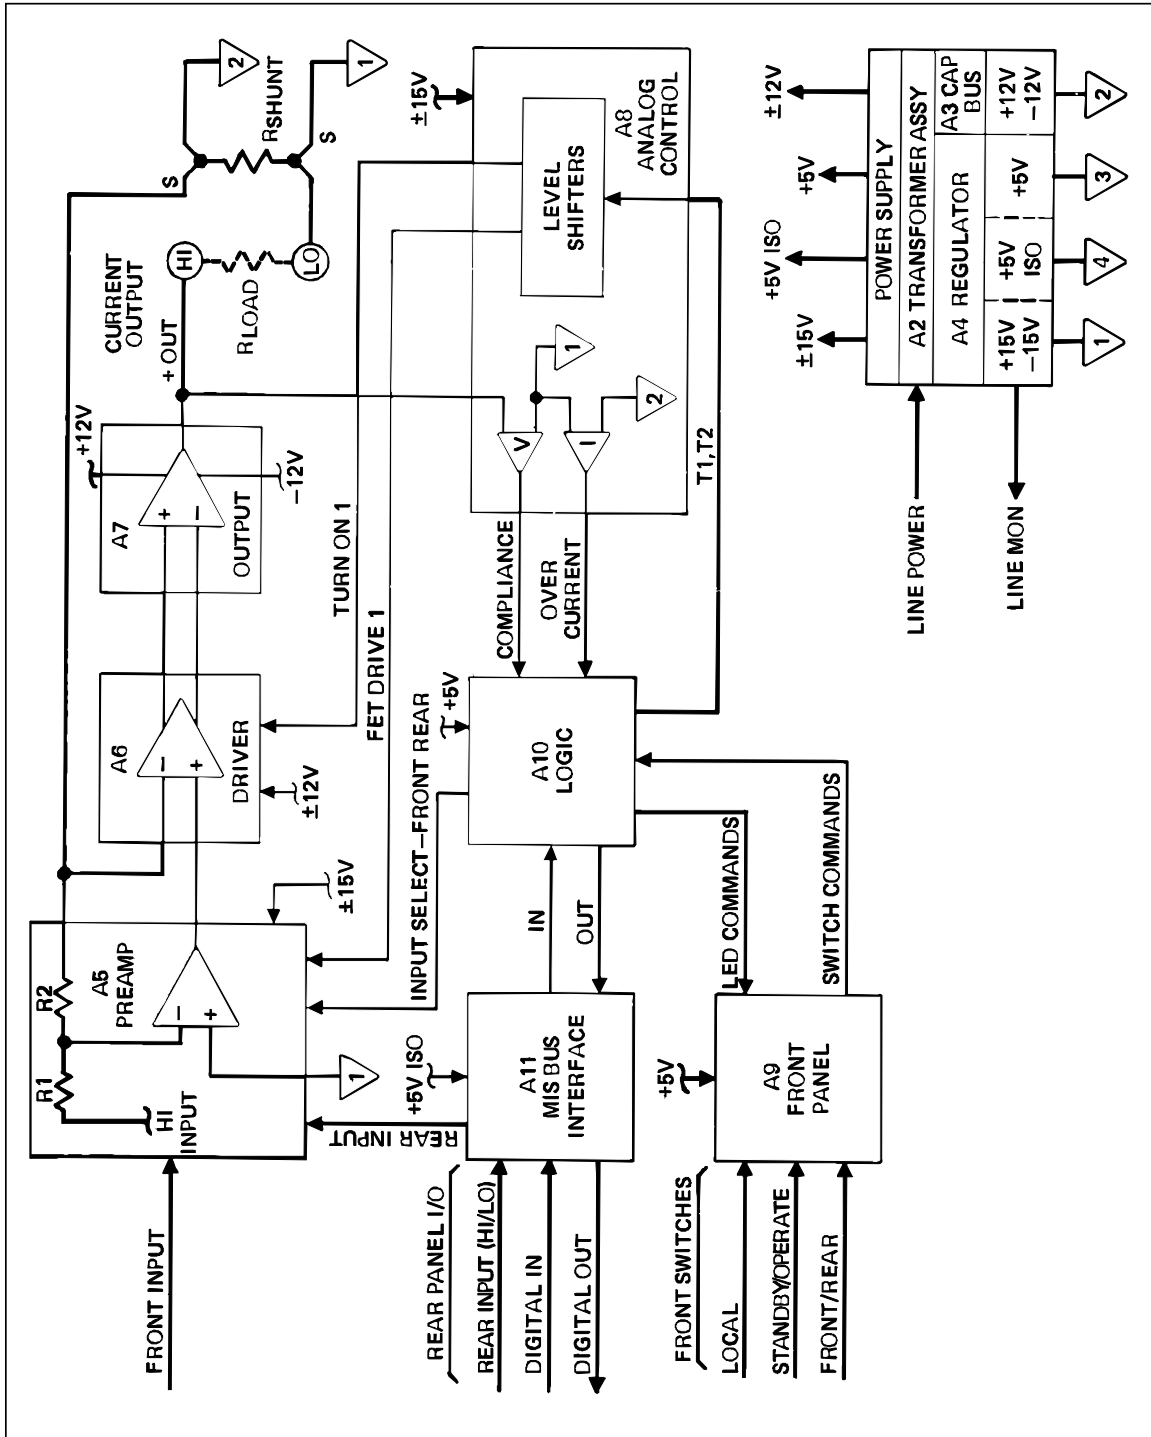 FRONT INPUT
R1
R2
A5
PREAMP
HI
INPUT
−
+
1
±15V
A6
−
+
DRIVER
±12V
A7
+
−
OUTPUT
+12V
−12V
+ OUT
CURRENT
OUTPUT
HI
RLOAD
LO
S
RSHUNT
S
2
1
TURN ON 1
FET DRIVE 1
INPUT SELECT–FRONT REAR
REAR INPUT
REAR PANEL I/O
REAR INPUT (HI/LO)
DIGITAL IN
DIGITAL OUT
+5V ISO
A11
MIS BUS
INTERFACE
IN
OUT
+5V
A10
LOGIC
COMPLIANCE
OVER
CURRENT
V
I
1
2
LEVEL
SHIFTERS
A8
ANALOG
CONTROL
±15V
T1,T2
FRONT SWITCHES
LOCAL
STANDBY/OPERATE
FRONT/REAR
+5V
A9
FRONT
PANEL
LED COMMANDS
SWITCH COMMANDS
LINE POWER
LINE MON
±15V
+5V ISO
+5V
±12V
POWER SUPPLY
A2 TRANSFORMER ASSY
A4 REGULATOR
A3 CAP
BUS
+15V
−15V
+5V
ISO
+5V
+12V
−12V
1
4
3
2